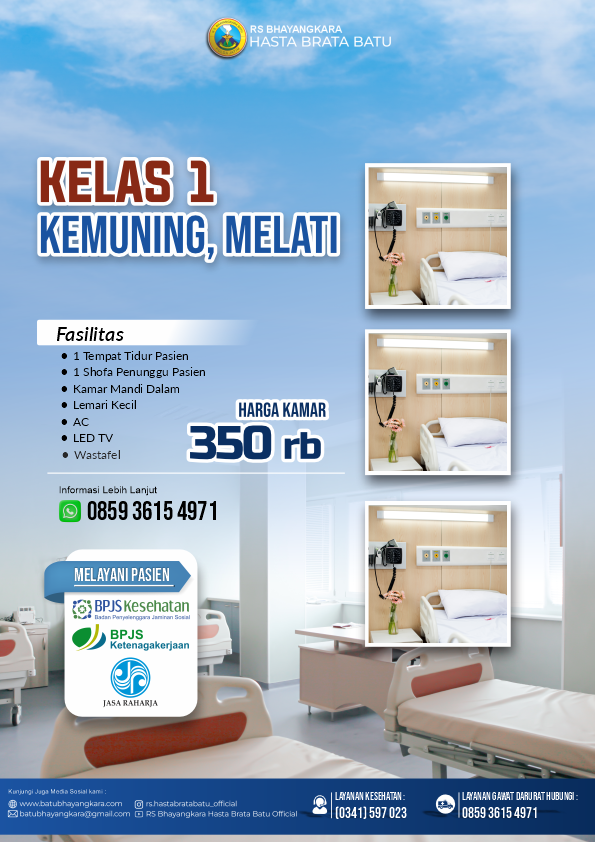 RS BHAYANGKARA
HASTA BRATA BATU
KELAS 1
KEMUNING, MELATI
Fasilitas
• 1 Tempat Tidur Pasien
• 1 Shofa Penunggu Pasien
• Kamar Mandi Dalam
• Lemari Kecil
• AC
• LED TV
• Wastafel
HARGA KAMAR
350 rb
Informasi Lebih Lanjut
0859 3615 4971
MELAYANI PASIEN
BPJS Kesehatan
Badan Penyelenggara Jaminan Sosial
BPJS
Ketenagakerjaan
JASA RAHARJA
Kunjungi Juga Media Sosial kami :
www.batubhayangkara.com
rs.hastabratabatu_official
batubhayangkara@gmail.com
RS Bhayangkara Hasta Brata Batu Official
LAYANAN KESEHATAN :
(0341) 597 023
LAYANAN GAWAT DARURAT HUBUNGI :
0859 3615 4971